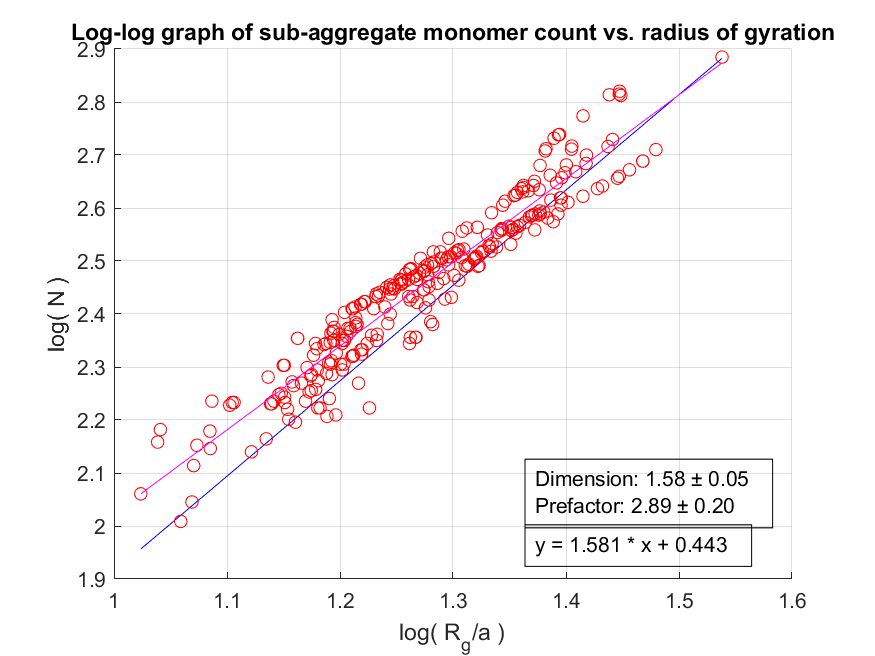 Log-log graph of sub-aggregate monomer count vs. radius of gyration
2.9
2.8
2.7
2.6
2.5
2.4
2.3
2.2
2.1
2
1.9
log( N )
Dimension: 1.58 ± 0.05
Prefactor: 2.89 ± 0.20
y = 1.581 * x + 0.443
1 1.1 1.2 1.3 1.4 1.5 1.6
log( R_g/a )